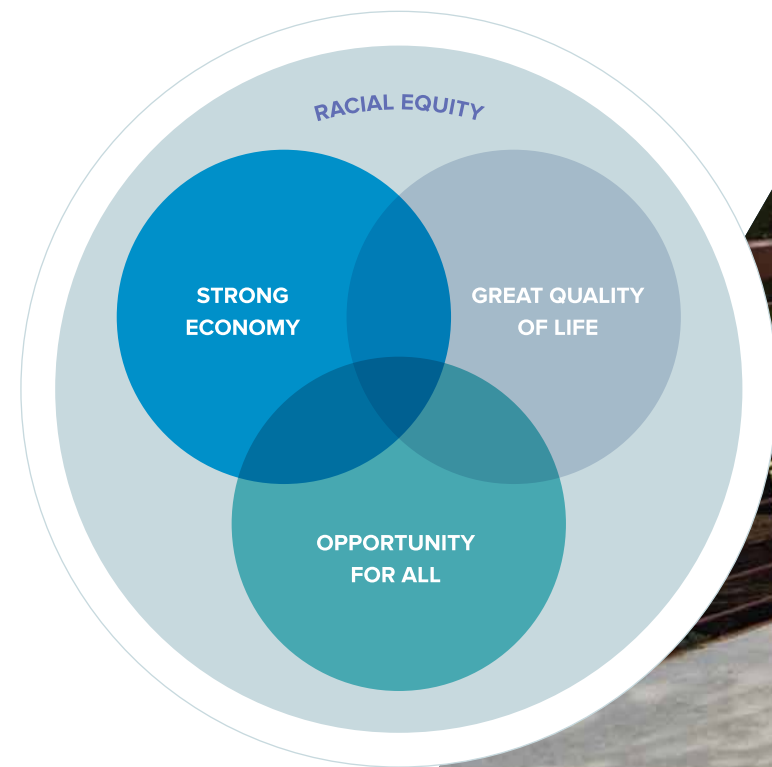 RACIAL EQUITY
STRONG
ECONOMY
GREAT QUALITY
OF LIFE
OPPORTUNITY
FOR ALL